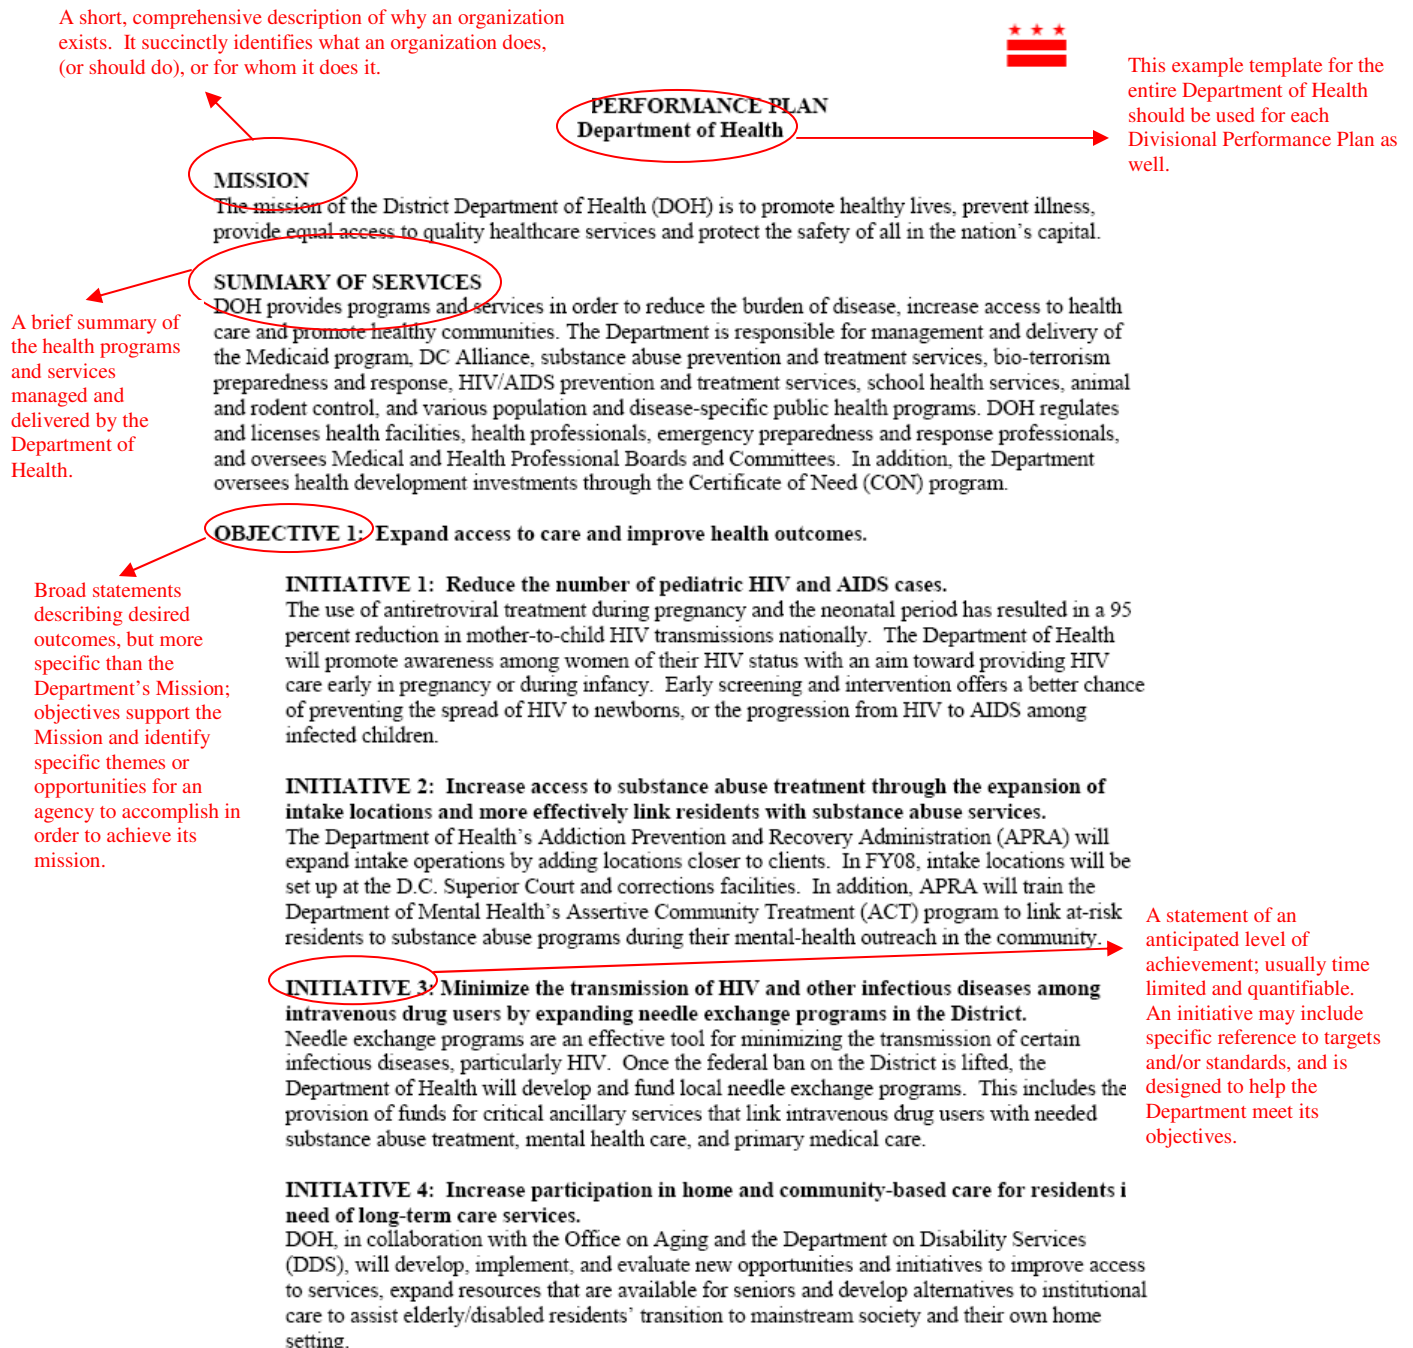 A short, comprehensive description of why an organization
exists.  It succinctly identifies what an organization does,
(or should do), or for whom it does it.
This example template for the
entire Department of Health
should be used for each
Divisional Performance Plan as
well.
PERFORMANCE PLAN
Department of Health
MISSION
The mission of the District Department of Health (DOH) is to promote healthy lives, prevent illness,
provide equal access to quality healthcare services and protect the safety of all in the nation's capital.
SUMMARY OF SERVICES
DOH provides programs and services in order to reduce the burden of disease, increase access to health
care and promote healthy communities. The Department is responsible for management and delivery of
the Medicaid program, DC Alliance, substance abuse prevention and treatment services, bio-terrorism
preparedness and response, HIV/AIDS prevention and treatment services, school health services, animal
and rodent control, and various population and disease-specific public health programs. DOH regulates
and licenses health facilities, health professionals, emergency preparedness and response professionals,
and oversees Medical and Health Professional Boards and Committees.  In addition, the Department
oversees health development investments through the Certificate of Need (CON) program.
A brief summary of
the health programs
and services
managed and
delivered by the
Department of
Health.
OBJECTIVE 1:  Expand access to care and improve health outcomes.
Broad statements
describing desired
outcomes, but more
specific than the
Department's Mission;
objectives support the
Mission and identify
specific themes or
opportunities for an
agency to accomplish in
order to achieve its
mission.
INITIATIVE 1:  Reduce the number of pediatric HIV and AIDS cases.
The use of antiretroviral treatment during pregnancy and the neonatal period has resulted in a 95
percent reduction in mother-to-child HIV transmissions nationally.  The Department of Health
will promote awareness among women of their HIV status with an aim toward providing HIV
care early in pregnancy or during infancy.  Early screening and intervention offers a better chance
of preventing the spread of HIV to newborns, or the progression from HIV to AIDS among
infected children.
INITIATIVE 2:  Increase access to substance abuse treatment through the expansion of
intake locations and more effectively link residents with substance abuse services.
The Department of Health's Addiction Prevention and Recovery Administration (APRA) will
expand intake operations by adding locations closer to clients.  In FY08, intake locations will be
set up at the D.C. Superior Court and corrections facilities.  In addition, APRA will train the
Department of Mental Health's Assertive Community Treatment (ACT) program to link at-risk
residents to substance abuse programs during their mental-health outreach in the community.
INITIATIVE 3: Minimize the transmission of HIV and other infectious diseases among
intravenous drug users by expanding needle exchange programs in the District.
Needle exchange programs are an effective tool for minimizing the transmission of certain
infectious diseases, particularly HIV.  Once the federal ban on the District is lifted, the
Department of Health will develop and fund local needle exchange programs.  This includes the
provision of funds for critical ancillary services that link intravenous drug users with needed
substance abuse treatment, mental health care, and primary medical care.
A statement of an
anticipated level of
achievement; usually time
limited and quantifiable.
An initiative may include
specific reference to targets
and/or standards, and is
designed to help the
Department meet its
objectives.
INITIATIVE 4:  Increase participation in home and community-based care for residents i
need of long-term care services.
DOH, in collaboration with the Office on Aging and the Department on Disability Services
(DDS), will develop, implement, and evaluate new opportunities and initiatives to improve access
to services, expand resources that are available for seniors and develop alternatives to institutional
care to assist elderly/disabled residents' transition to mainstream society and their own home
setting.